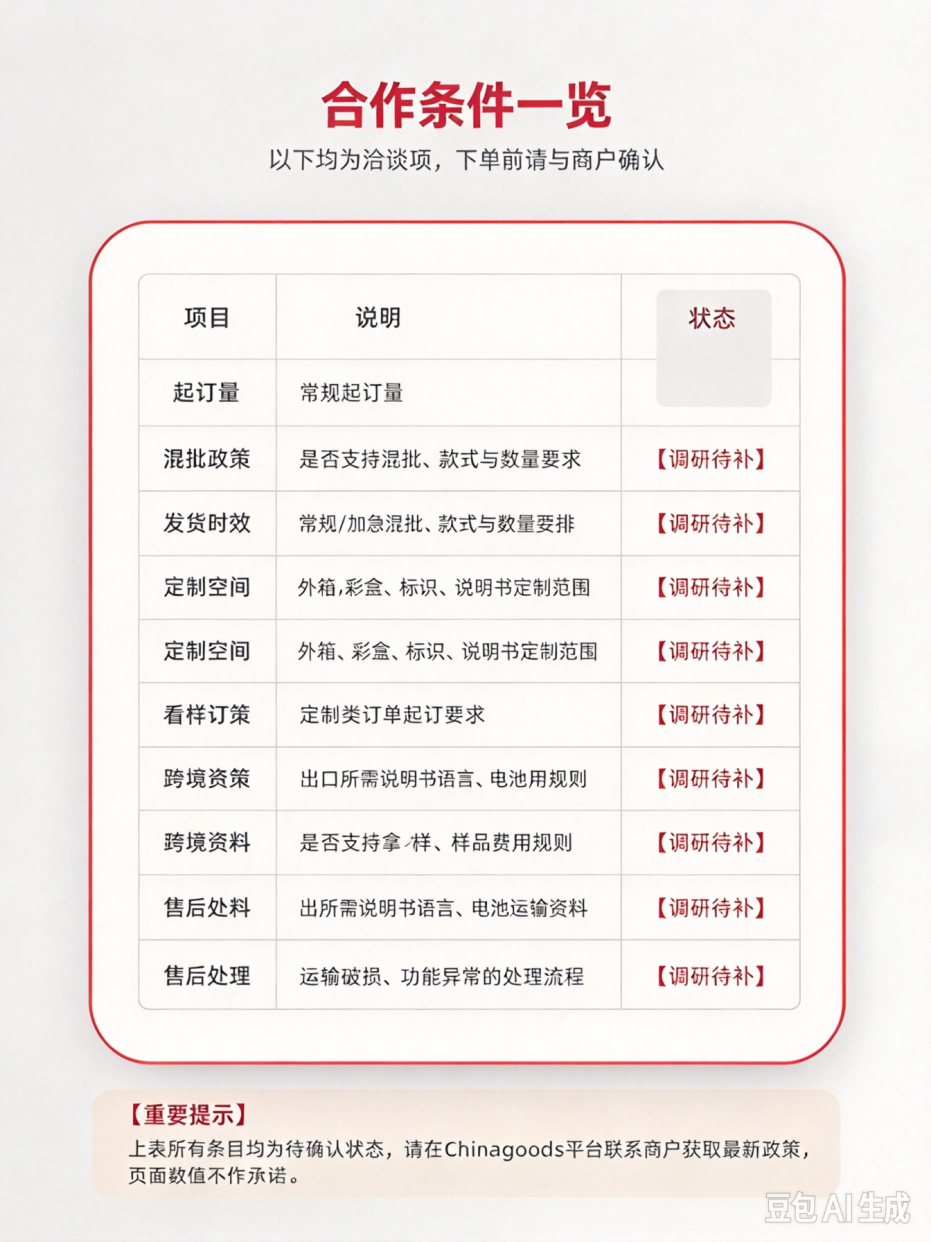 合作条件一览
以下均为洽谈项，下单前请与商户确认
项目 说明 状态
起订量 常规起订量
混批政策 是否支持混批、款式与数量要求 【调研待补】
发货时效 常规/加急混批、款式与数量要排 【调研待补】
定制空间 外箱,彩盒、标识、说明书定制范围 【调研待补】
定制空间 外箱、彩盒、标识、说明书定制范围 【调研待补】
看样订策 定制类订单起订要求 【调研待补】
跨境资策 出口所需说明书语言、电池用规则 【调研待补】
跨境资料 是否支持拿样、样品费用规则 【调研待补】
售后处料 出所需说明书语言、电池运输资料 【调研待补】
售后处理 运输破损、功能异常的处理流程 【调研待补】
【重要提示】
上表所有条目均为待确认状态，请在Chinagoods平台联系商户获取最新政策，
页面数值不作承诺。
豆包AI生成